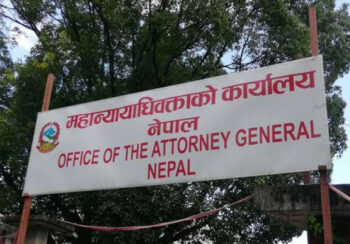 महान्यायाधिवक्ताको कार्यालय
नेपाल
OFFICE OF THE ATTORNEY GENERAL
NEPAL